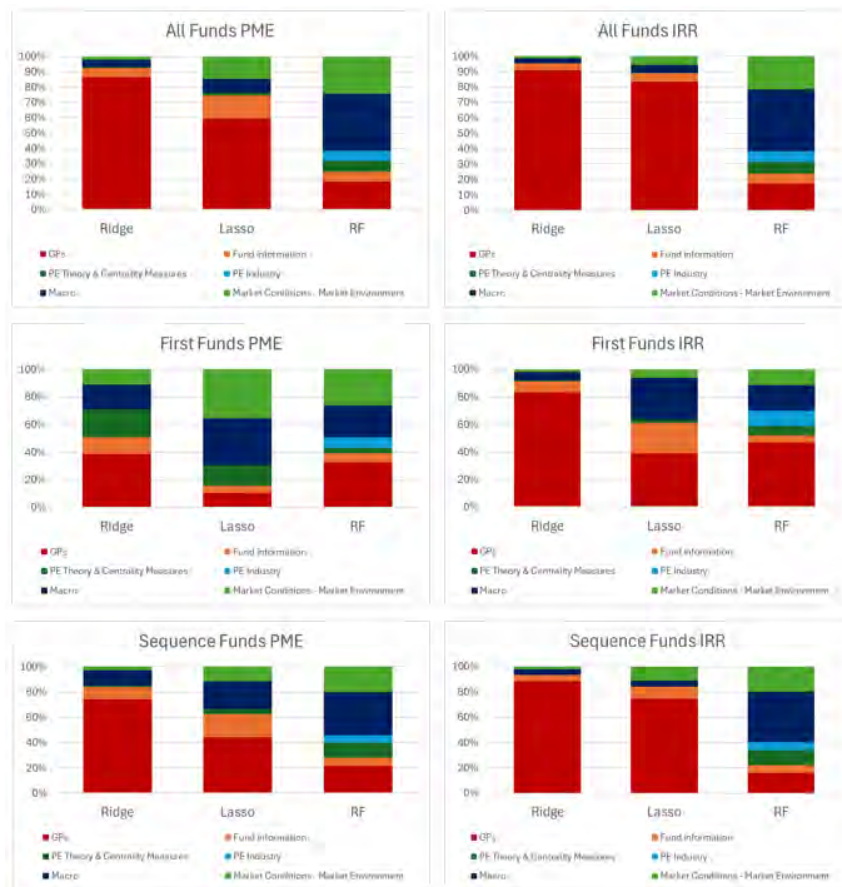 All Funds PME
100%
90%
80%
70%
60%
50%
40%
30%
20%
10%
0%
Ridge Lasso RF
GPs Fund information
PE Theory & Centrality Measures PE Industry
Macro Market Conditions - Market Environment
All Funds IRR
100%
90%
80%
70%
60%
50%
40%
30%
20%
10%
0%
Ridge Lasso RF
GPs Fund information
PE Theory & Centrality Measures PE Industry
Macro Market Conditions - Market Environment
First Funds PME
100%
80%
60%
40%
20%
0%
Ridge Lasso RF
GPs Fund information
PE Theory & Centrality Measures PE Industry
Macro Market Conditions - Market Environment
First Funds IRR
100%
80%
60%
40%
20%
0%
Ridge Lasso RF
GPs Fund information
PE Theory & Centrality Measures PE Industry
Macro Market Conditions - Market Environment
Sequence Funds PME
100%
80%
60%
40%
20%
0%
Ridge Lasso RF
GPs Fund information
PE Theory & Centrality Measures PE Industry
Macro Market Conditions - Market Environment
Sequence Funds IRR
100%
80%
60%
40%
20%
0%
Ridge Lasso RF
GPs Fund information
PE Theory & Centrality Measures PE Industry
Macro Market Conditions - Market Environment